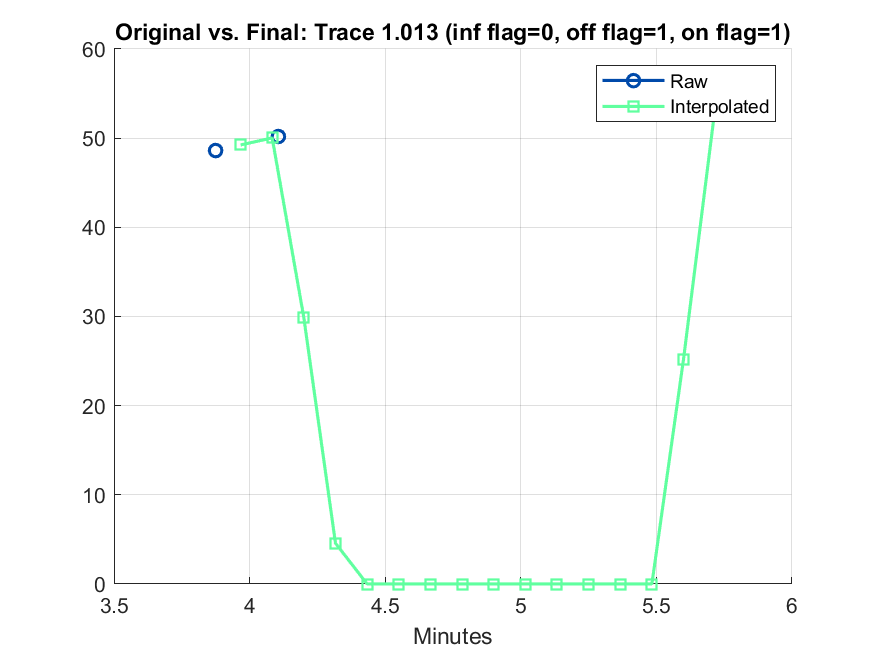 Original vs. Final: Trace 1.013 (inf flag=0, off flag=1, on flag=1)
60
50
40
30
20
10
0
Raw
Interpolated
3.5 4 4.5 5 5.5 6
Minutes